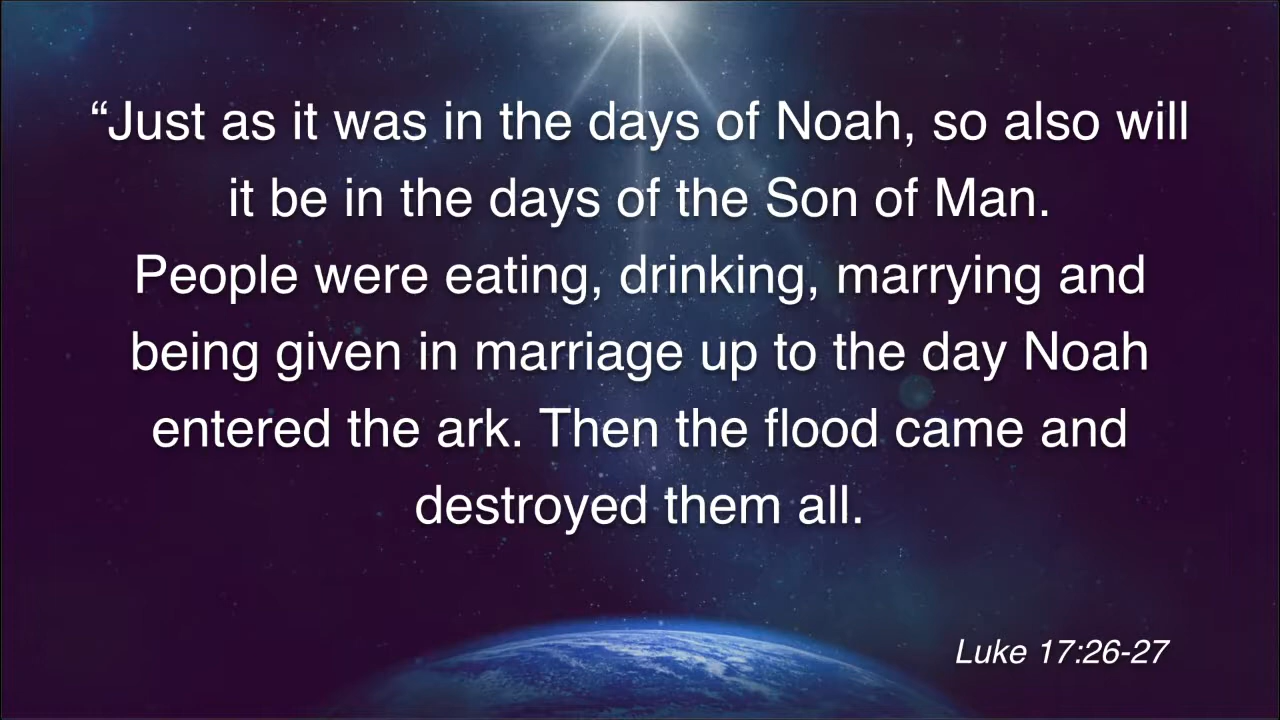 “Just as it was in the days of Noah, so also will
it be in the days of the Son of Man.
People were eating, drinking, marrying and
being given in marriage up to the day Noah
entered the ark. Then the flood came and
destroyed them all.
Luke 17:26-27